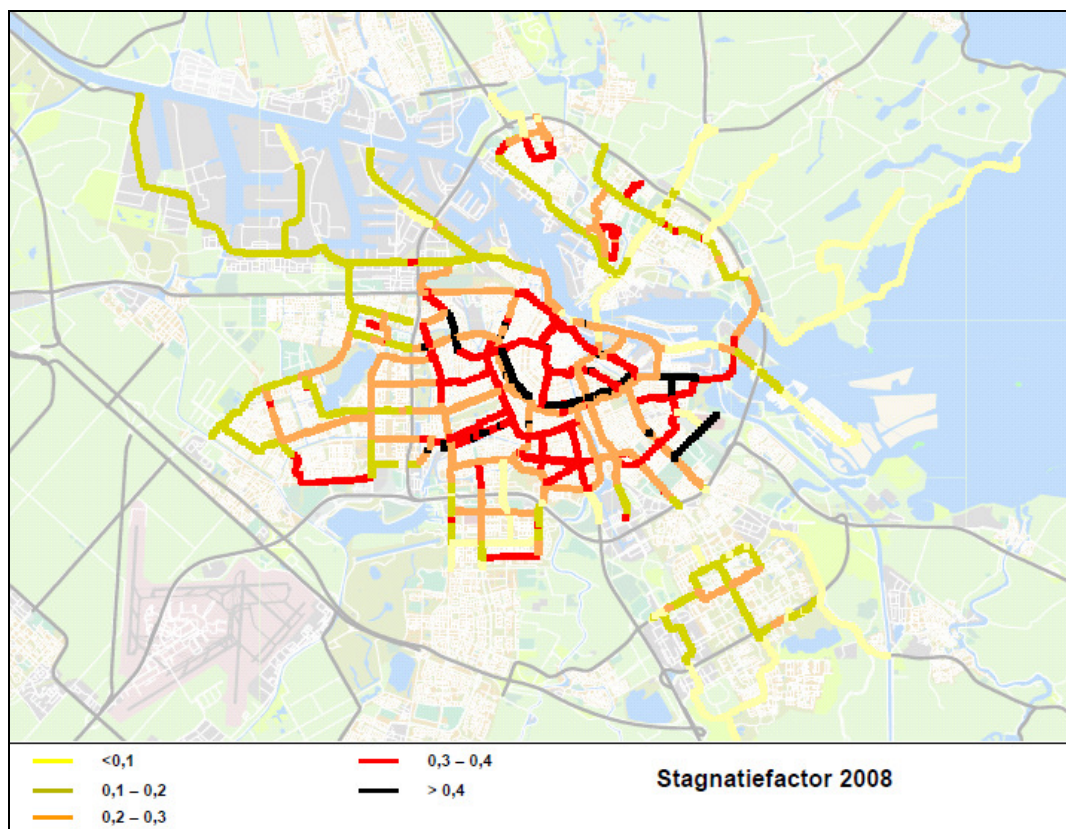 <0,1
0,1 – 0,2
0,2 – 0,3
0,3 – 0,4
> 0,4
Stagnatiefactor 2008